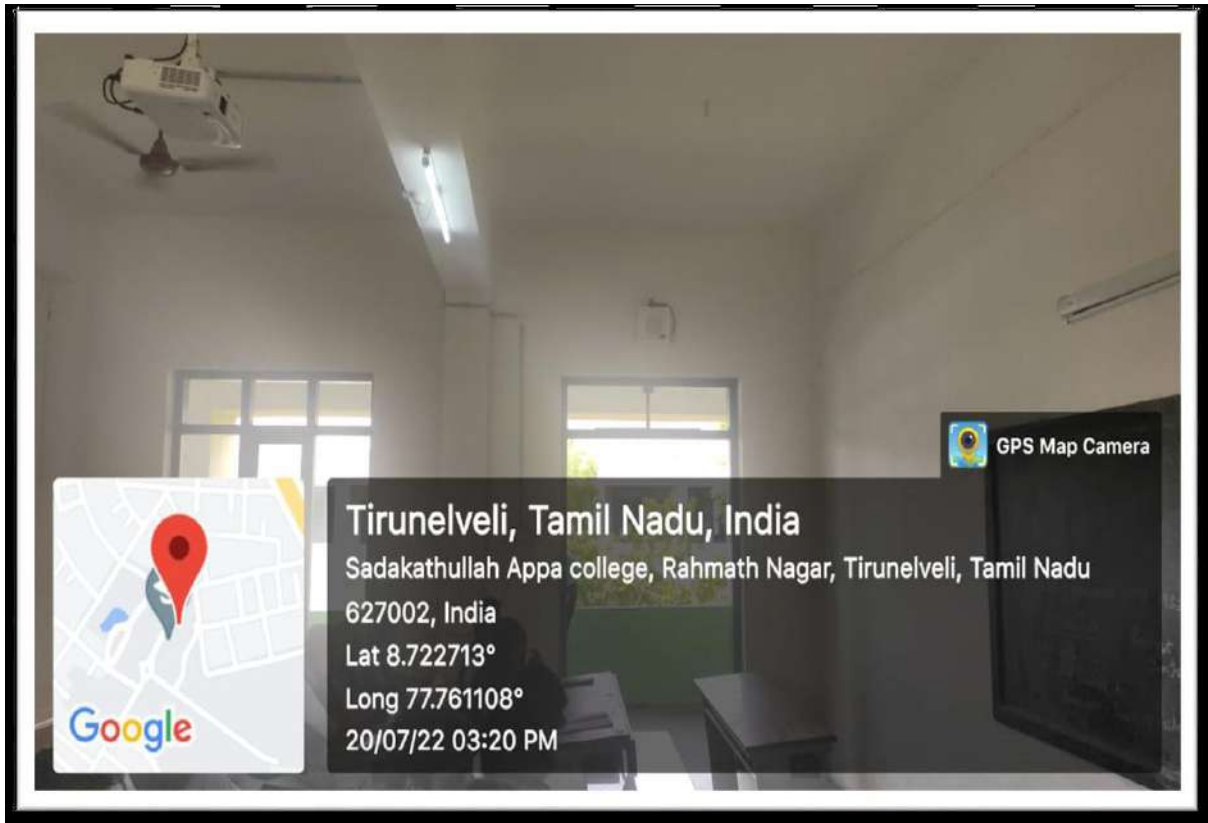 GPS Map Camera
Tirunelveli, Tamil Nadu, India
Sadakathullah Appa college, Rahmath Nagar, Tirunelveli, Tamil Nadu
627002, India
Lat 8.722713°
Long 77.761108°
20/07/22 03:20 PM
Google